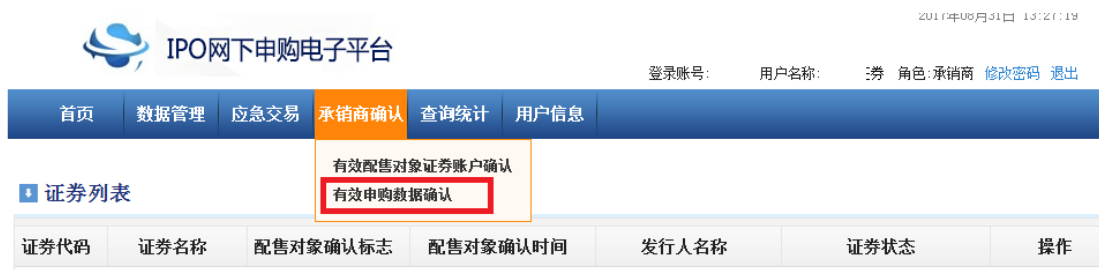 2017年08月31日 13:27:19
IPO网下申购电子平台
登录账号: 用户名称: 券 角色:承销商 修改密码 退出
首页 数据管理 应急交易 承销商确认 查询统计 用户信息
有效配售对象证券账户确认
有效申购数据确认
证券列表
证券代码 证券名称 配售对象确认标志 配售对象确认时间 发行人名称 证券状态 操作